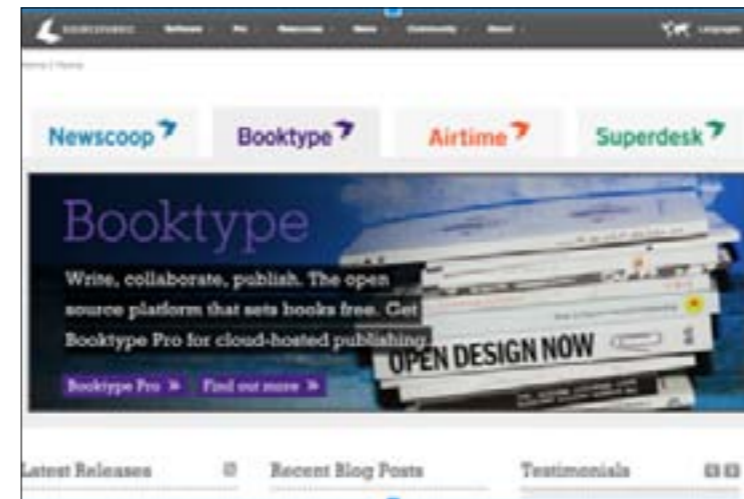 Home
Newscoop Booktype Airtime Superdesk
Booktype
Write, collaborate, publish. The open
source platform that sets books free. Get
Booktype Pro for cloud-hosted publishing.
Booktype Pro » Find out more »
OPEN DESIGN NOW
Latest Releases Recent Blog Posts Testimonials